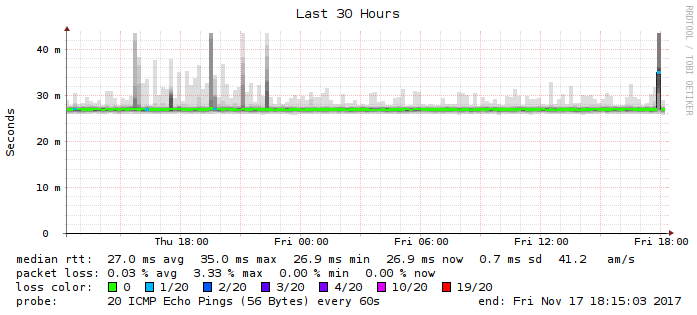 Last 30 Hours
RRDTOOL / TOBI OETIKER
Seconds
40 m
30 m
20 m
10 m
0
Thu 18:00 Fri 00:00 Fri 06:00 Fri 12:00 Fri 18:00
median rtt: 27.0 ms avg 35.0 ms max 26.9 ms min 26.9 ms now 0.7 ms sd 41.2 am/s
packet loss: 0.03 % avg 3.33 % max 0.00 % min 0.00 % now
loss color: 0 1/20 2/20 3/20 4/20 10/20 19/20
probe: 20 ICMP Echo Pings (56 Bytes) every 60s end: Fri Nov 17 18:15:03 2017